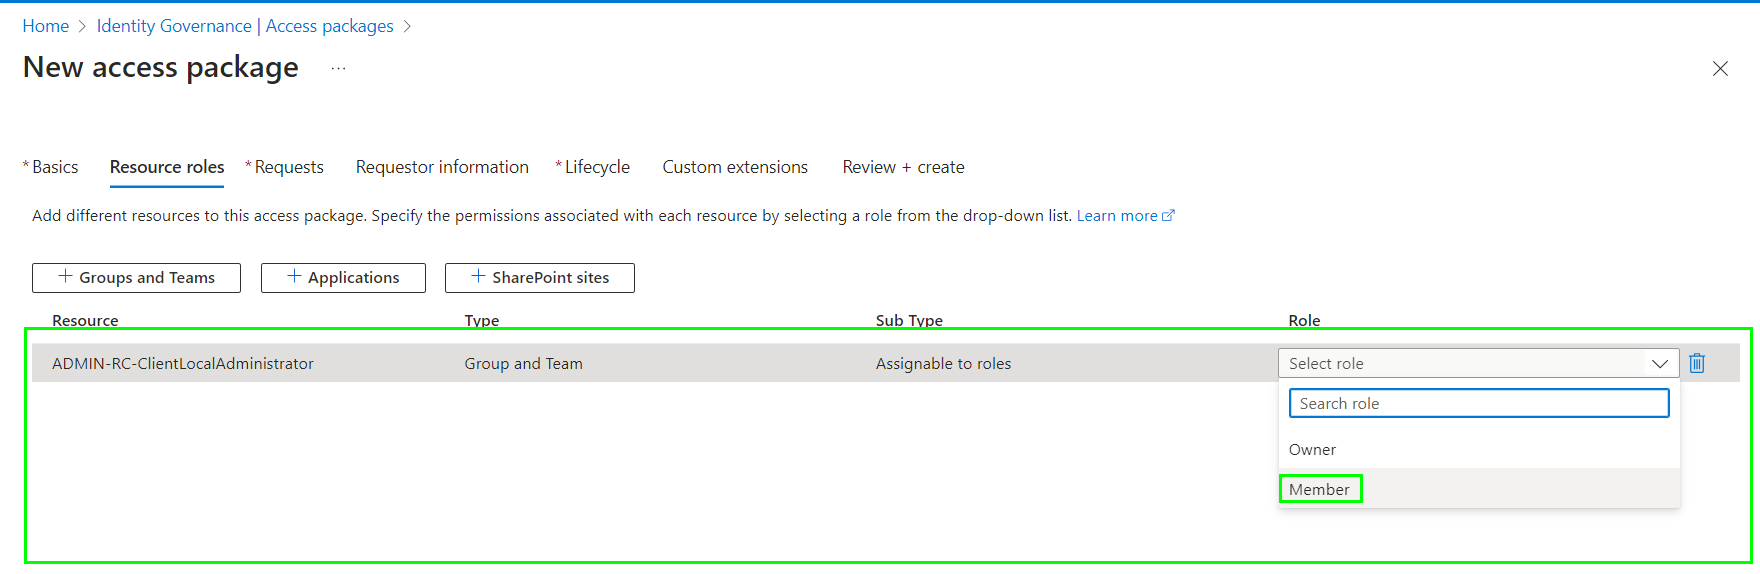 Home > Identity Governance | Access packages >
New access package ...
*Basics Resource roles *Requests Requestor information *Lifecycle Custom extensions Review + create
Add different resources to this access package. Specify the permissions associated with each resource by selecting a role from the drop-down list. Learn more
+ Groups and Teams + Applications + SharePoint sites
Resource Type Sub Type Role
ADMIN-RC-ClientLocalAdministrator Group and Team Assignable to roles Select role
Search role
Owner
Member